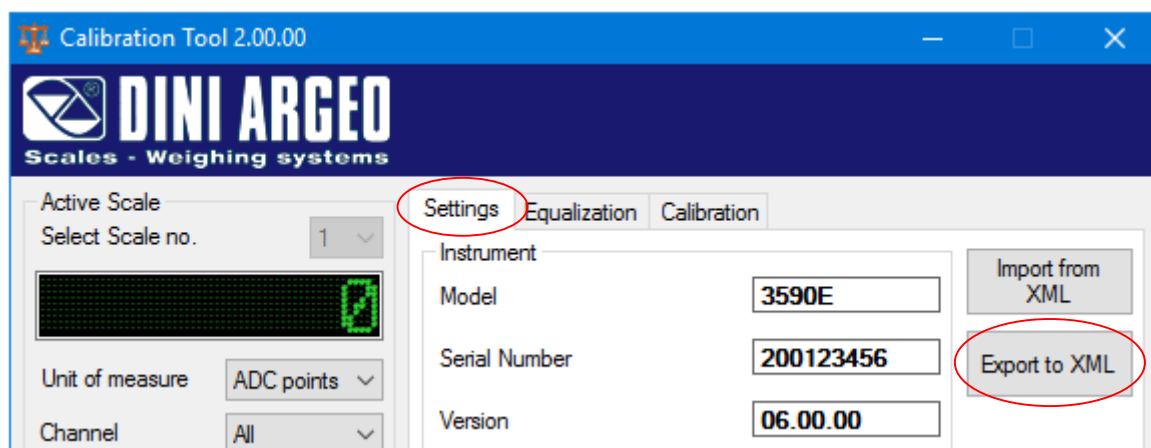 Calibration Tool 2.00.00
DINI ARGEO
®
Scales - Weighing systems
Active Scale
Select Scale no.
1
0
Unit of measure
ADC points
Channel
All
Settings
Equalization
Calibration
Instrument
Model
3590E
Serial Number
200123456
Version
06.00.00
Import from
XML
Export to XML